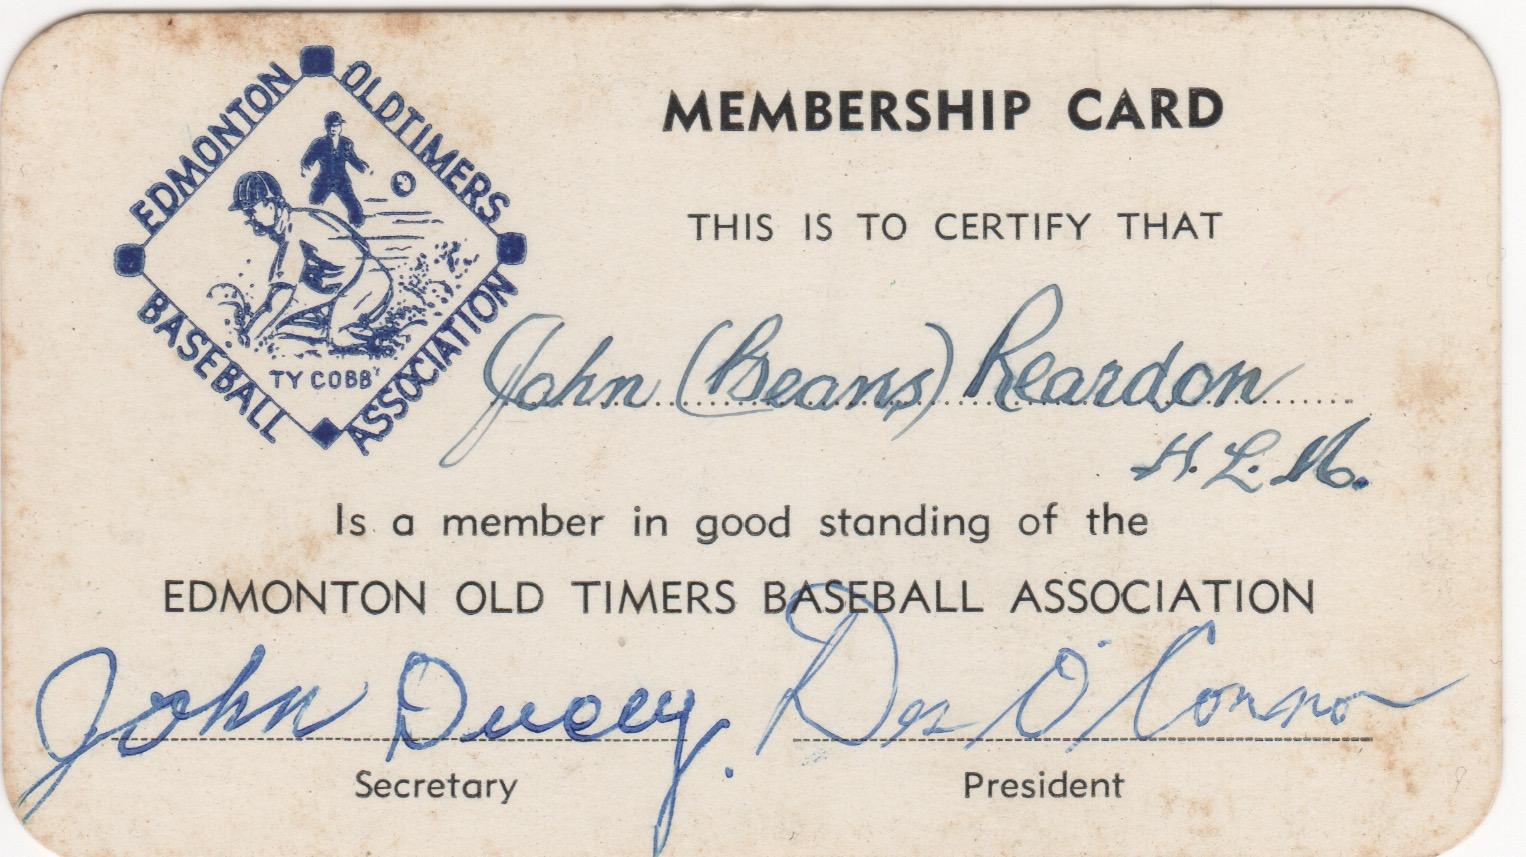 EDMONTON OLDTIMERS
BASEBALL ASSOCIATION
TY COBB
MEMBERSHIP CARD
THIS IS TO CERTIFY THAT
John (Beans) Reardon
H.L.M.
Is a member in good standing of the
EDMONTON OLD TIMERS BASEBALL ASSOCIATION
John Ducey. Des O'Connor
Secretary President